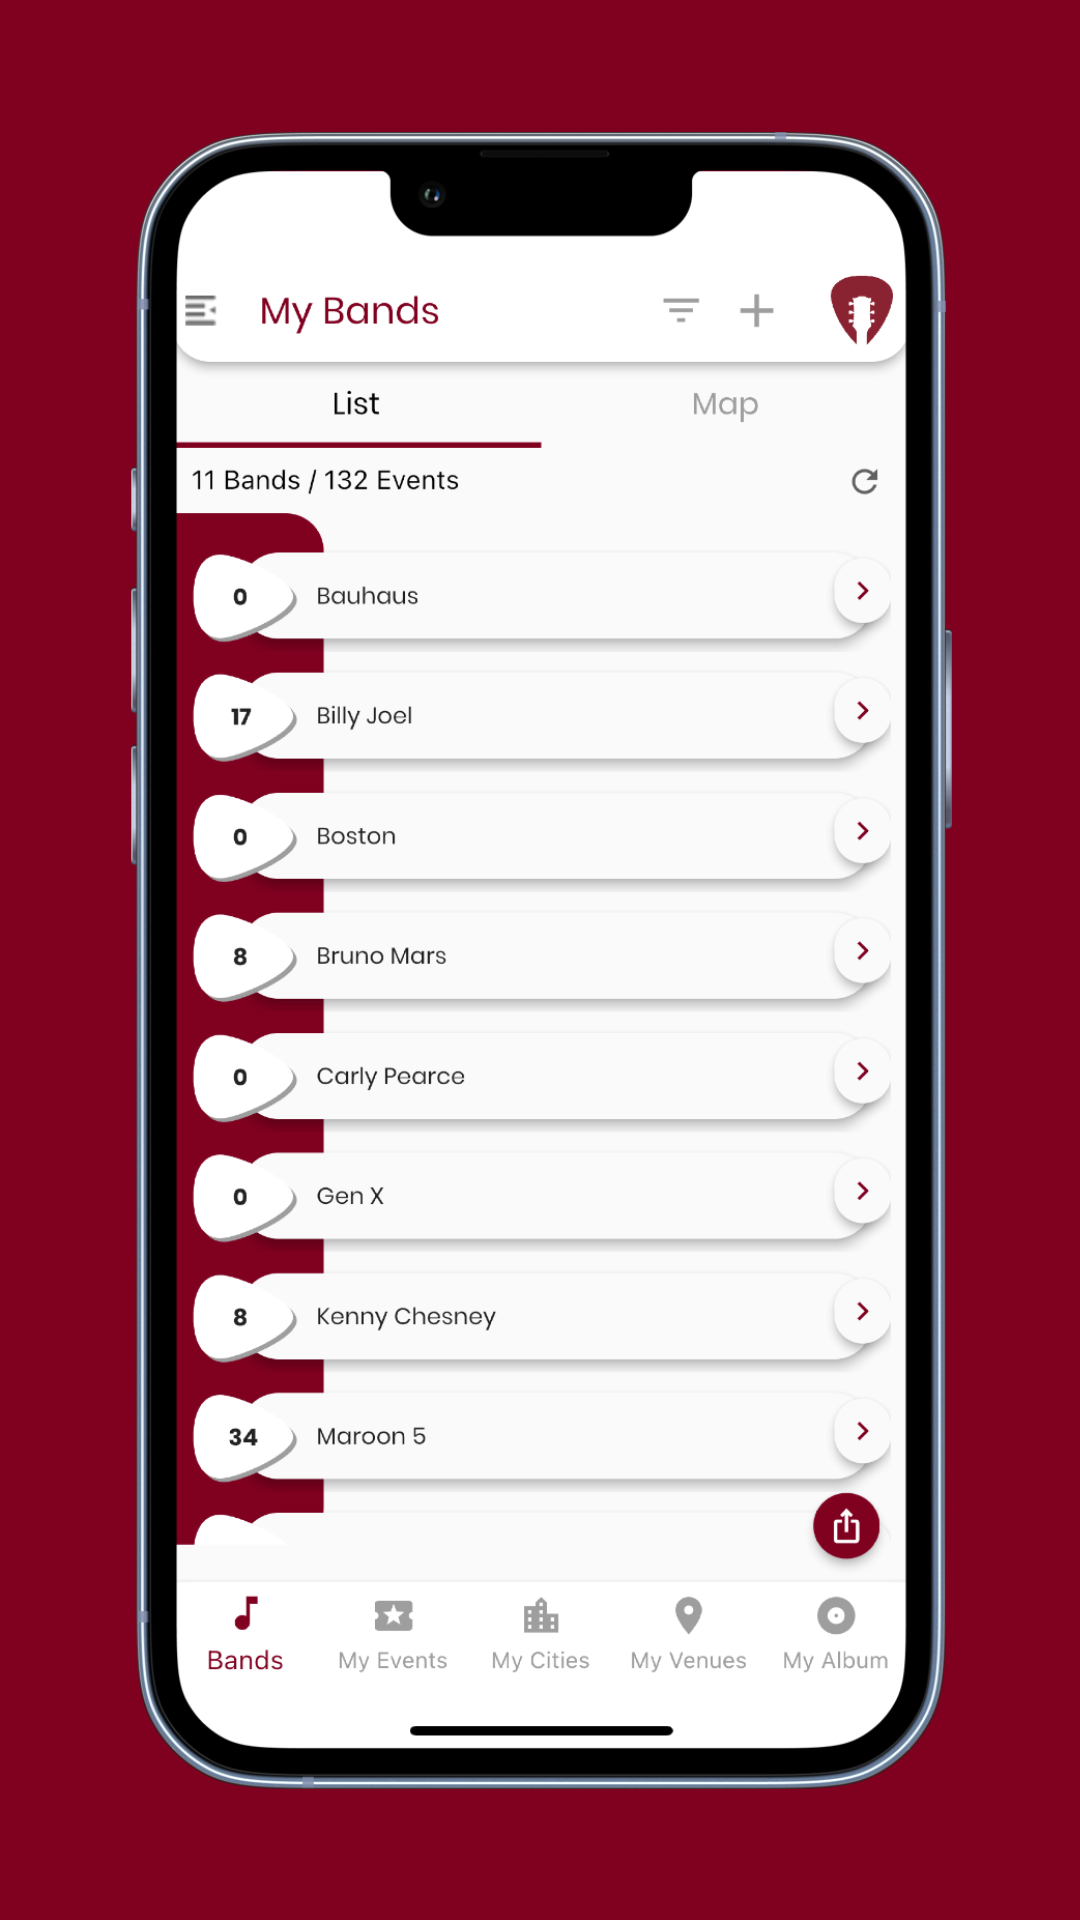 My Bands
List Map
11 Bands / 132 Events
0 Bauhaus
17 Billy Joel
0 Boston
8 Bruno Mars
0 Carly Pearce
0 Gen X
8 Kenny Chesney
34 Maroon 5
Bands My Events My Cities My Venues My Album